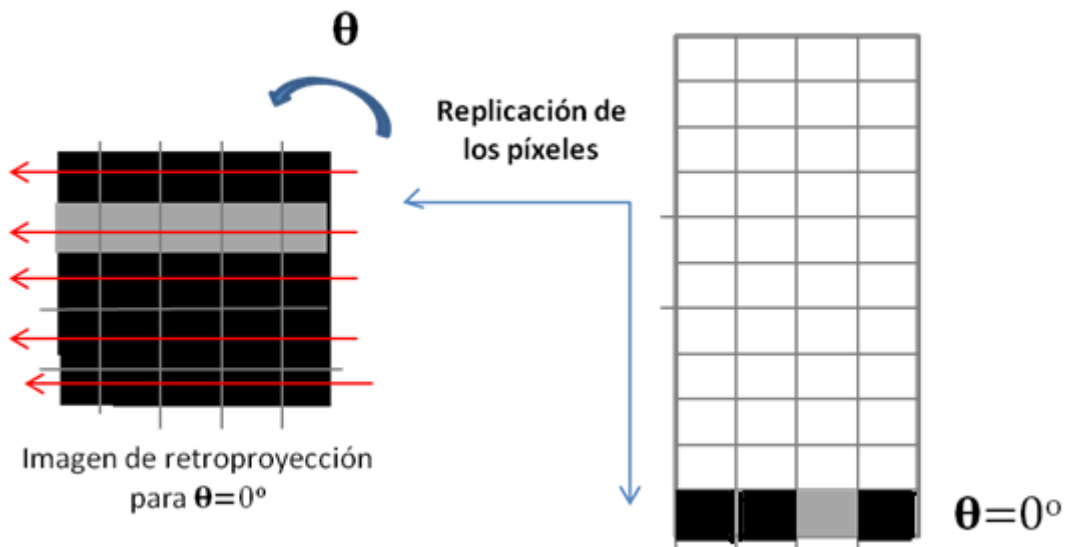 θ
Replicación de
los píxeles
Imagen de retroproyección
para θ=0º
θ=0º